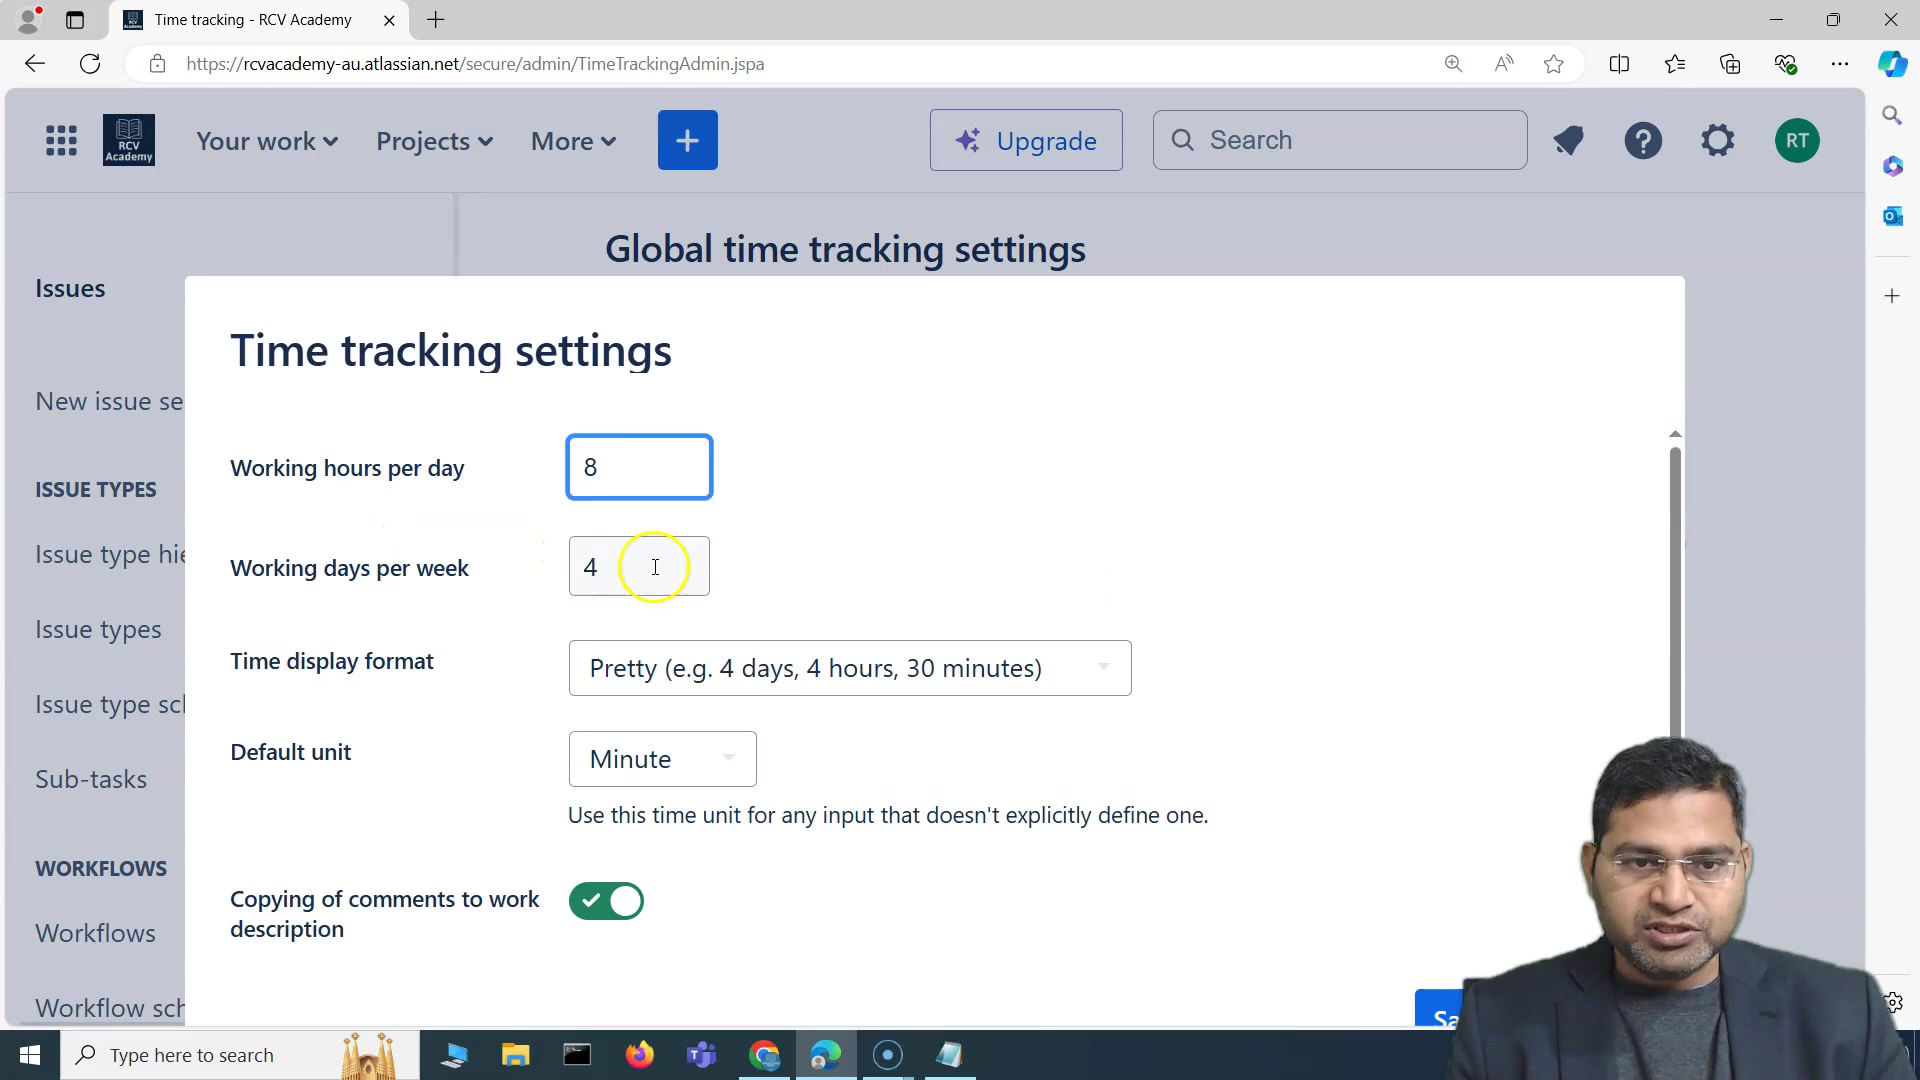 Time tracking - RCV Academy
https://rcvacademy-au.atlassian.net/secure/admin/TimeTrackingAdmin.jspa
RCV
Academy
Your work
Projects
More
+
Upgrade
Search
RT
Global time tracking settings
Issues
Time tracking settings
New issue se
Working hours per day
8
ISSUE TYPES
Issue type hie
Working days per week
4
Issue types
Time display format
Pretty (e.g. 4 days, 4 hours, 30 minutes)
Issue type scl
Default unit
Minute
Sub-tasks
Use this time unit for any input that doesn't explicitly define one.
WORKFLOWS
Copying of comments to work
description
Workflows
Workflow sch
Sa
Type here to search